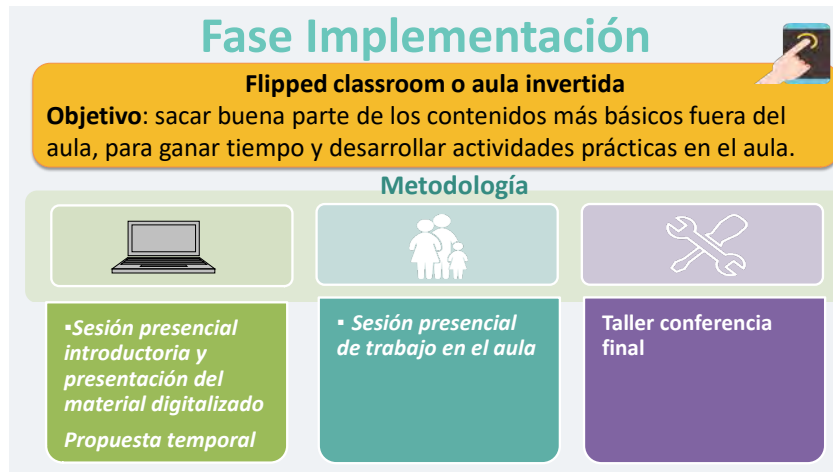 Fase Implementación
Flipped classroom o aula invertida
Objetivo: sacar buena parte de los contenidos más básicos fuera del
aula, para ganar tiempo y desarrollar actividades prácticas en el aula.
Metodología
▪Sesión presencial
introductoria y
presentación del
material digitalizado
Propuesta temporal
▪ Sesión presencial
de trabajo en el aula
Taller conferencia
final